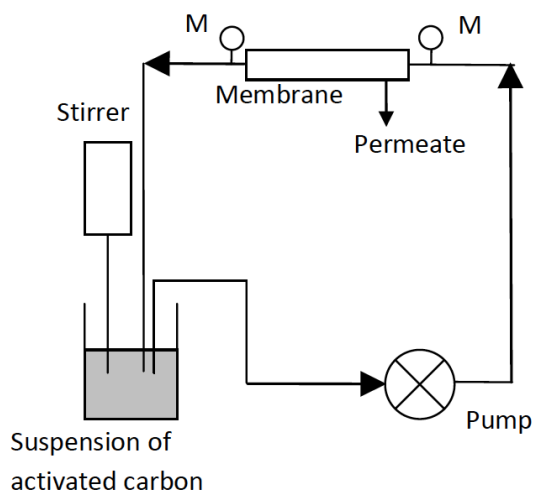 M
M
Membrane
Stirrer
Permeate
Pump
Suspension of
activated carbon